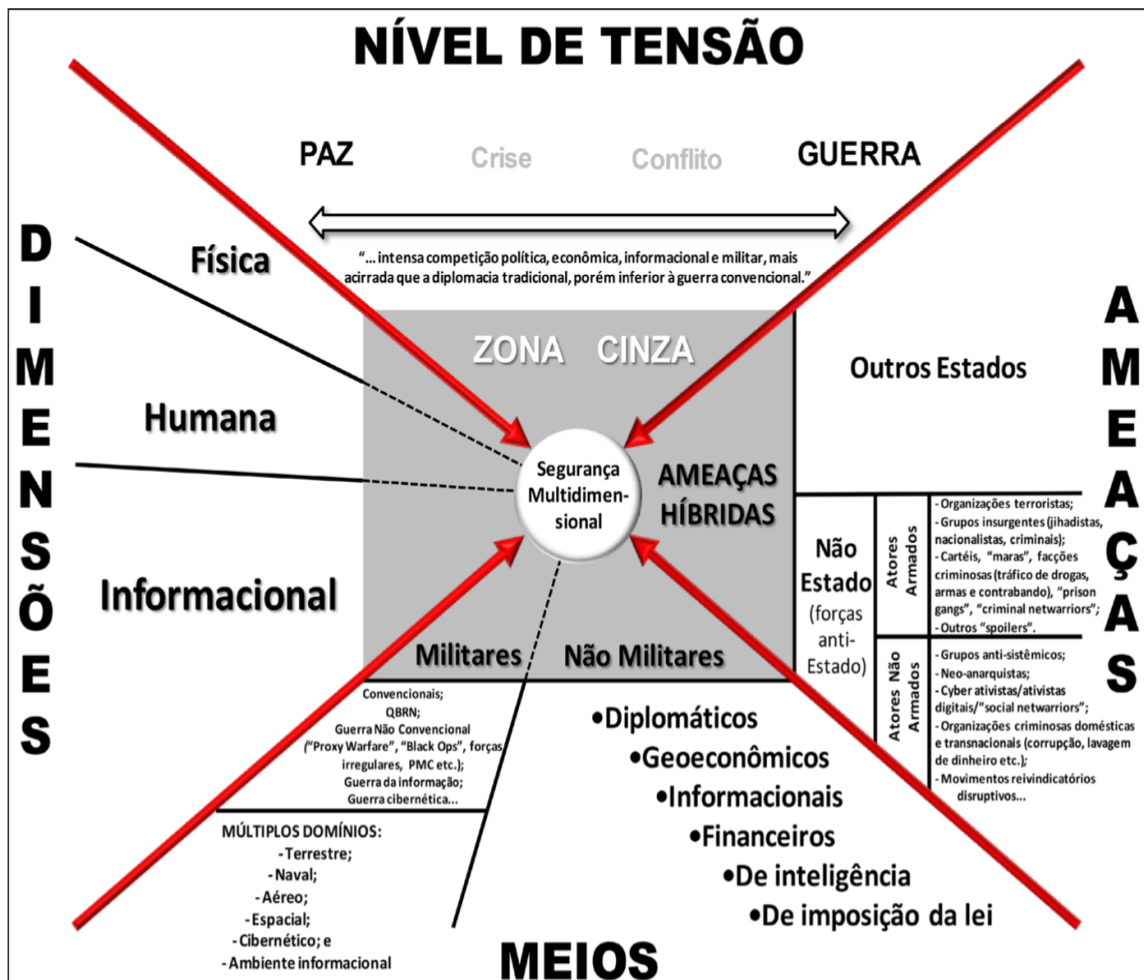 NÍVEL DE TENSÃO
PAZ Crise Conflito GUERRA
“... intensa competição política, econômica, informacional e militar, mais
acirrada que a diplomacia tradicional, porém inferior à guerra convencional.”
DIMENSÕES
Física
Humana
Informacional
ZONA CINZA
Segurança
Multidimen-
sional
AMEAÇAS
HÍBRIDAS
Militares
Não Militares
AMEAÇAS
Outros Estados
Não
Estado
(forças
anti-
Estado)
Atores
Armados
- Organizações terroristas;
- Grupos insurgentes (jihadistas,
nacionalistas, criminais);
- Cartéis, “maras”, facções
criminosas (tráfico de drogas,
armas e contrabando), “prison
gangs”, “criminal netwarriors”;
- Outros “spoilers”.
Atores Não
Armados
- Grupos anti-sistêmicos;
- Neo-anarquistas;
- Cyber ativistas/ativistas
digitais/“social netwarriors”;
- Organizações criminosas domésticas
e transnacionais (corrupção, lavagem
de dinheiro etc.);
- Movimentos reivindicatórios
disruptivos...
Convencionais;
QBRN;
Guerra Não Convencional
(“Proxy Warfare”, “Black Ops”, forças
irregulares, PMC etc.);
Guerra da informação;
Guerra cibernética...
MÚLTIPLOS DOMÍNIOS:
- Terrestre;
- Naval;
- Aéreo;
- Espacial;
- Cibernético; e
- Ambiente informacional
•Diplomáticos
•Geoeconômicos
•Informacionais
•Financeiros
•De inteligência
•De imposição da lei
MEIOS